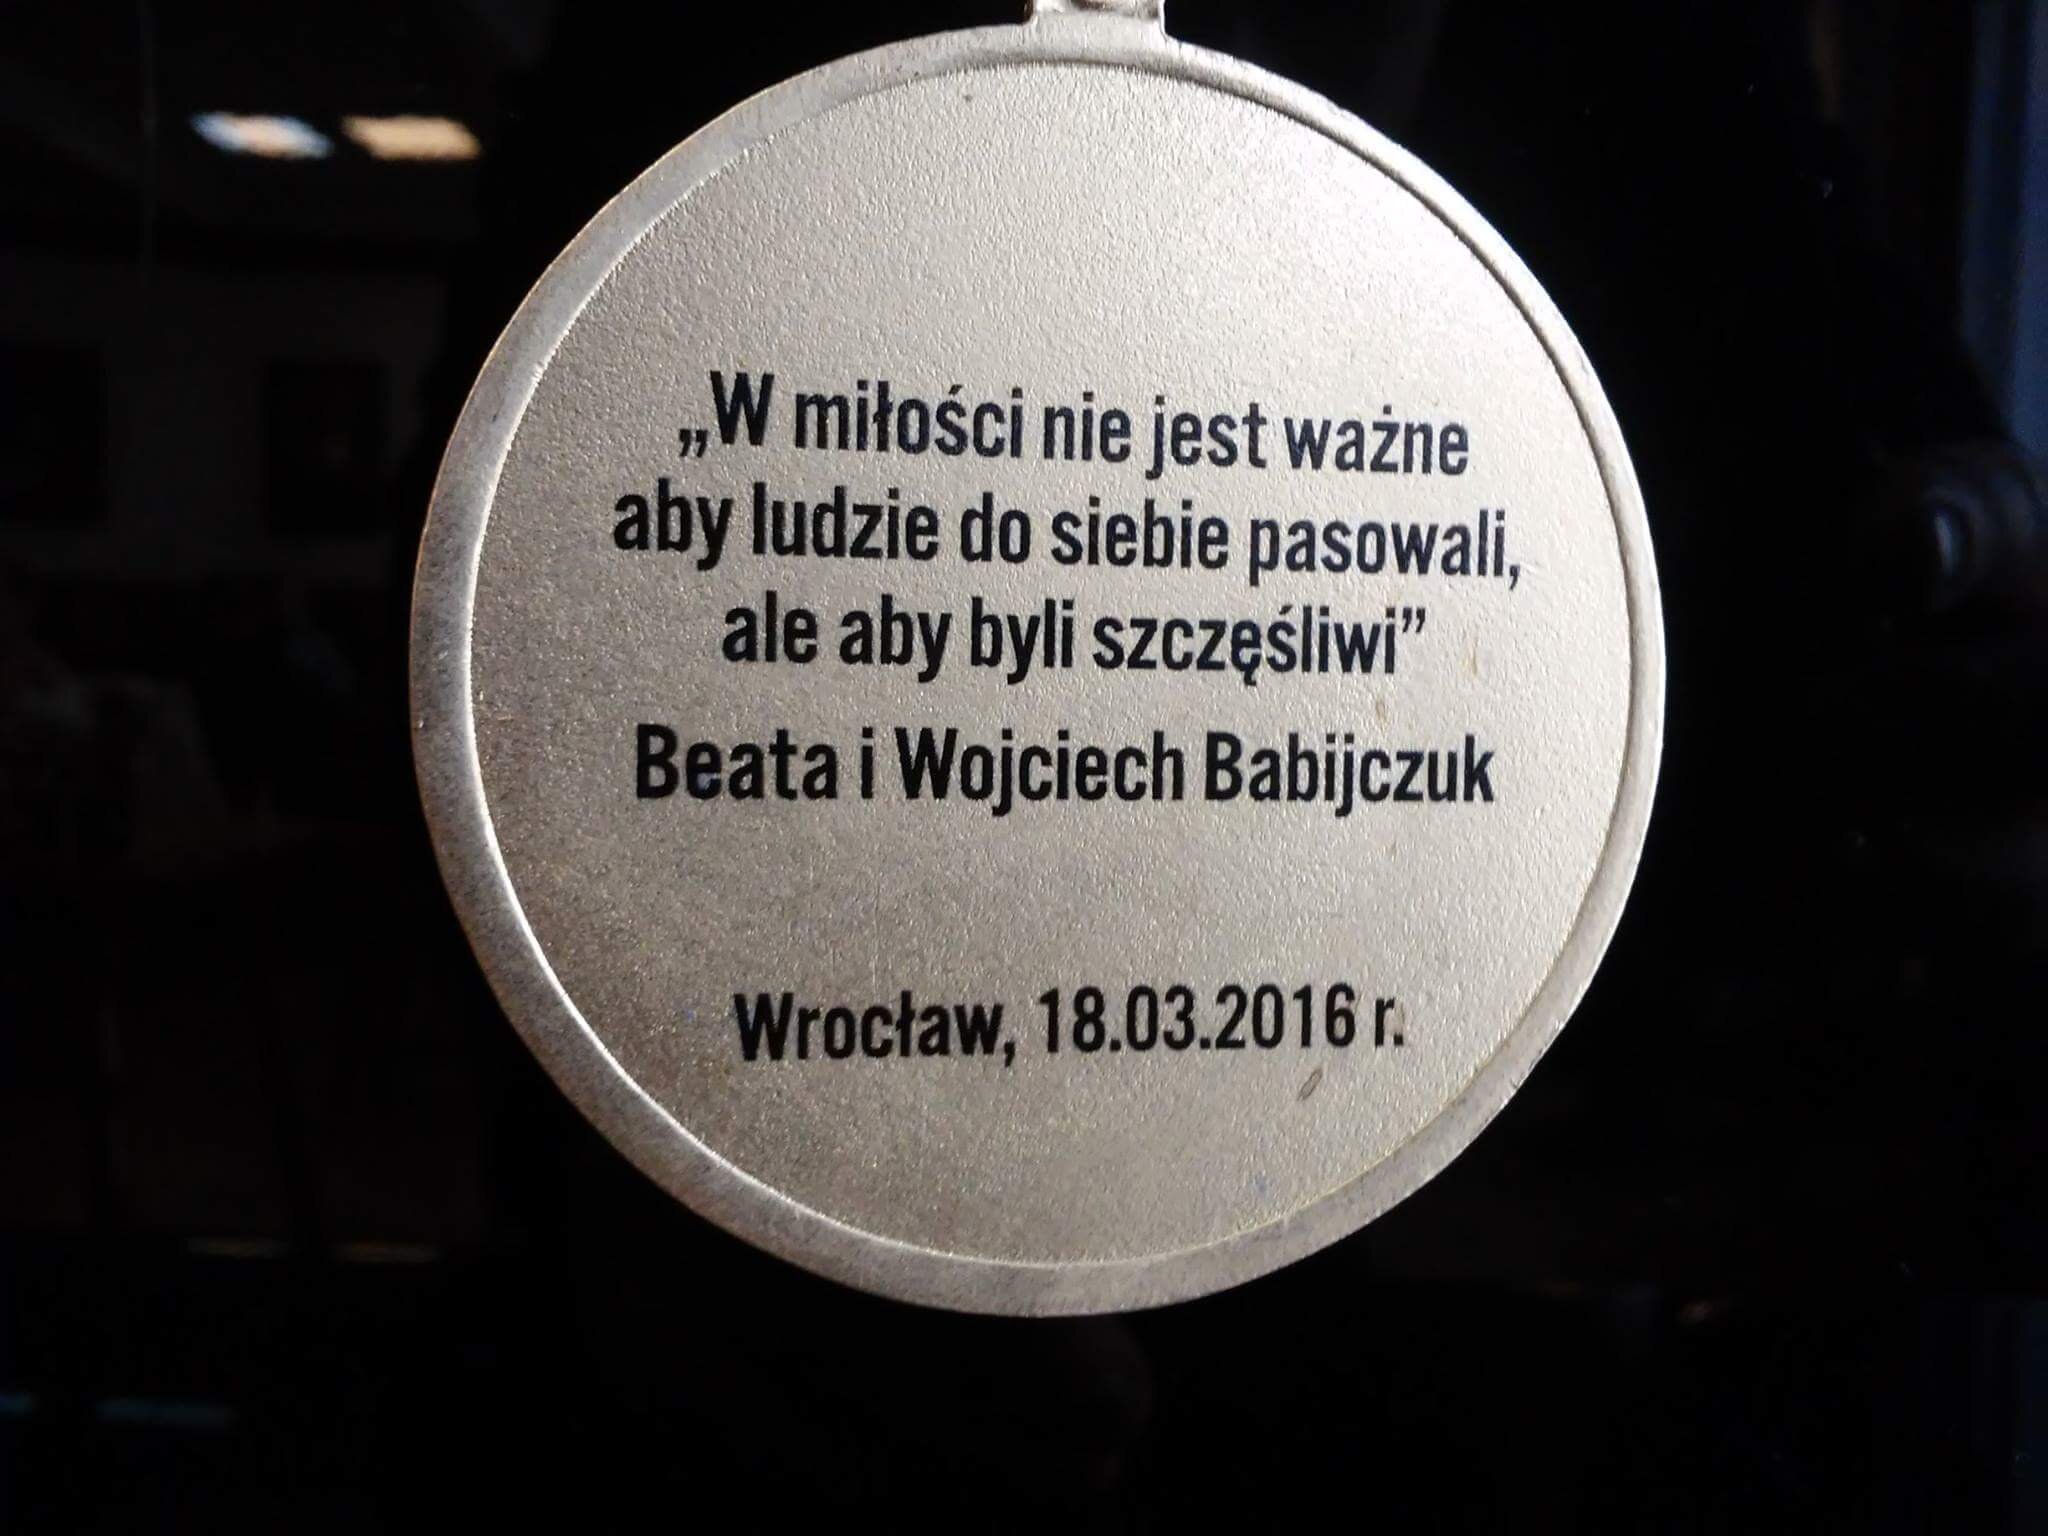 „W miłości nie jest ważne
aby ludzie do siebie pasowali,
ale aby byli szczęśliwi”
Beata i Wojciech Babijczuk
Wrocław, 18.03.2016 r.